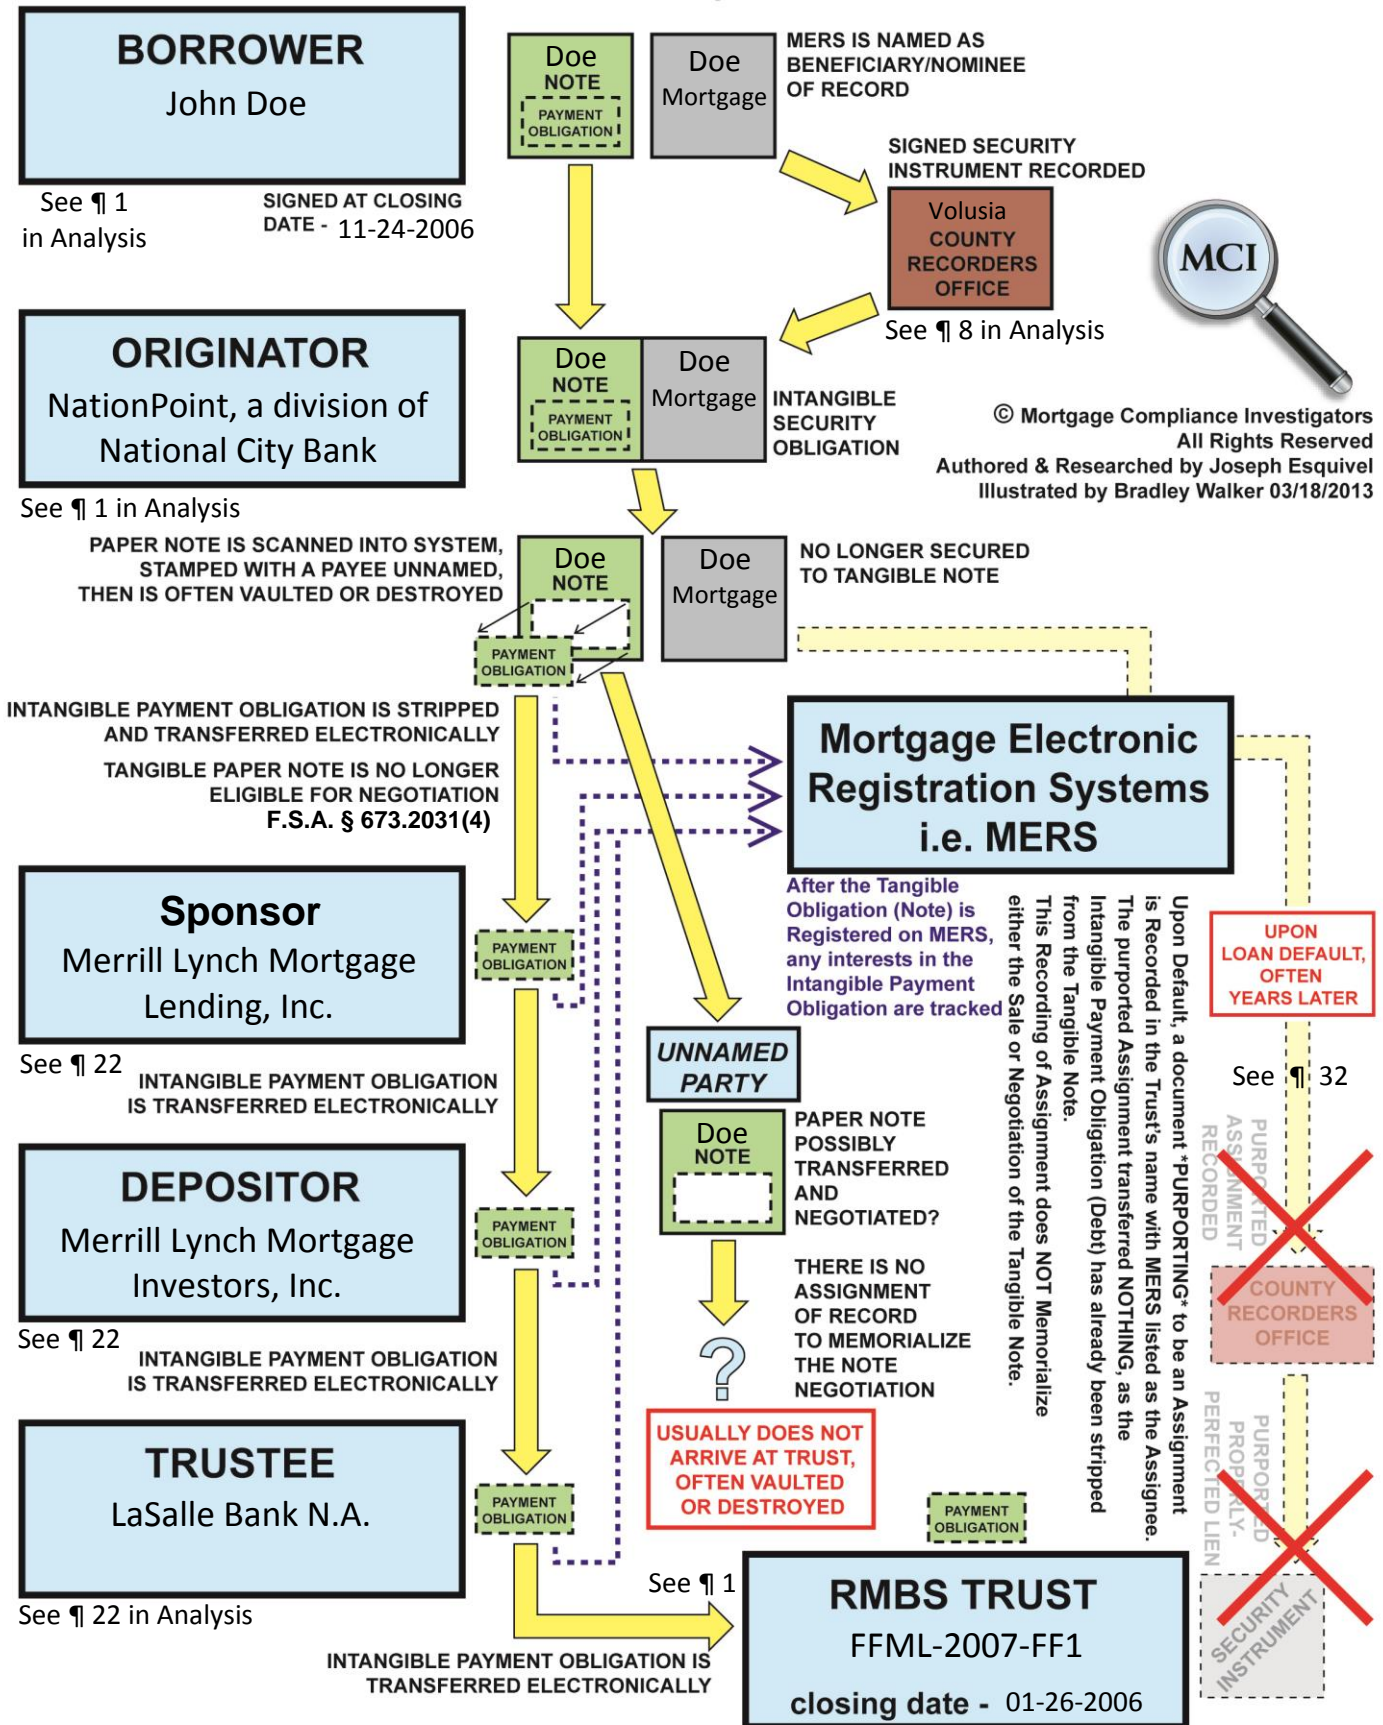 BORROWER
John Doe
See ¶ 1
in Analysis
SIGNED AT CLOSING
DATE - 11-24-2006
Doe
NOTE
PAYMENT
OBLIGATION
Doe
Mortgage
MERS IS NAMED AS
BENEFICIARY/NOMINEE
OF RECORD
SIGNED SECURITY
INSTRUMENT RECORDED
Volusia
COUNTY
RECORDERS
OFFICE
See ¶ 8 in Analysis
MCI
© Mortgage Compliance Investigators
All Rights Reserved
Authored & Researched by Joseph Esquivel
Illustrated by Bradley Walker 03/18/2013
ORIGINATOR
NationPoint, a division of
National City Bank
See ¶ 1 in Analysis
Doe
NOTE
PAYMENT
OBLIGATION
Doe
Mortgage
INTANGIBLE
SECURITY
OBLIGATION
PAPER NOTE IS SCANNED INTO SYSTEM,
STAMPED WITH A PAYEE UNNAMED,
THEN IS OFTEN VAULTED OR DESTROYED
Doe
NOTE
PAYMENT
OBLIGATION
Doe
Mortgage
NO LONGER SECURED
TO TANGIBLE NOTE
INTANGIBLE PAYMENT OBLIGATION IS STRIPPED
AND TRANSFERRED ELECTRONICALLY
TANGIBLE PAPER NOTE IS NO LONGER
ELIGIBLE FOR NEGOTIATION
F.S.A. § 673.2031(4)
Mortgage Electronic
Registration Systems
i.e. MERS
After the Tangible
Obligation (Note) is
Registered on MERS,
any interests in the
Intangible Payment
Obligation are tracked
Upon Default, a document *PURPORTING* to be an Assignment
is Recorded in the Trust's name with MERS listed as the Assignee.
The purported Assignment transferred NOTHING, as the
Intangible Payment Obligation (Debt) has already been stripped
from the Tangible Note.
This Recording of Assignment does NOT Memorialize
either the Sale or Negotiation of the Tangible Note.
UPON
LOAN DEFAULT,
OFTEN
YEARS LATER
See ¶ 32
PURPORTED
ASSIGNMENT
RECORDED
COUNTY
RECORDERS
OFFICE
PURPORTED
PROPERLY-
PERFECTED LIEN
SECURITY
INSTRUMENT
Sponsor
Merrill Lynch Mortgage
Lending, Inc.
See ¶ 22
PAYMENT
OBLIGATION
INTANGIBLE PAYMENT OBLIGATION
IS TRANSFERRED ELECTRONICALLY
UNNAMED
PARTY
Doe
NOTE
PAPER NOTE
POSSIBLY
TRANSFERRED
AND
NEGOTIATED?
THERE IS NO
ASSIGNMENT
OF RECORD
TO MEMORIALIZE
THE NOTE
NEGOTIATION
?
USUALLY DOES NOT
ARRIVE AT TRUST,
OFTEN VAULTED
OR DESTROYED
DEPOSITOR
Merrill Lynch Mortgage
Investors, Inc.
See ¶ 22
PAYMENT
OBLIGATION
INTANGIBLE PAYMENT OBLIGATION
IS TRANSFERRED ELECTRONICALLY
TRUSTEE
LaSalle Bank N.A.
See ¶ 22 in Analysis
PAYMENT
OBLIGATION
INTANGIBLE PAYMENT OBLIGATION IS
TRANSFERRED ELECTRONICALLY
See ¶ 1
PAYMENT
OBLIGATION
RMBS TRUST
FFML-2007-FF1
closing date - 01-26-2006